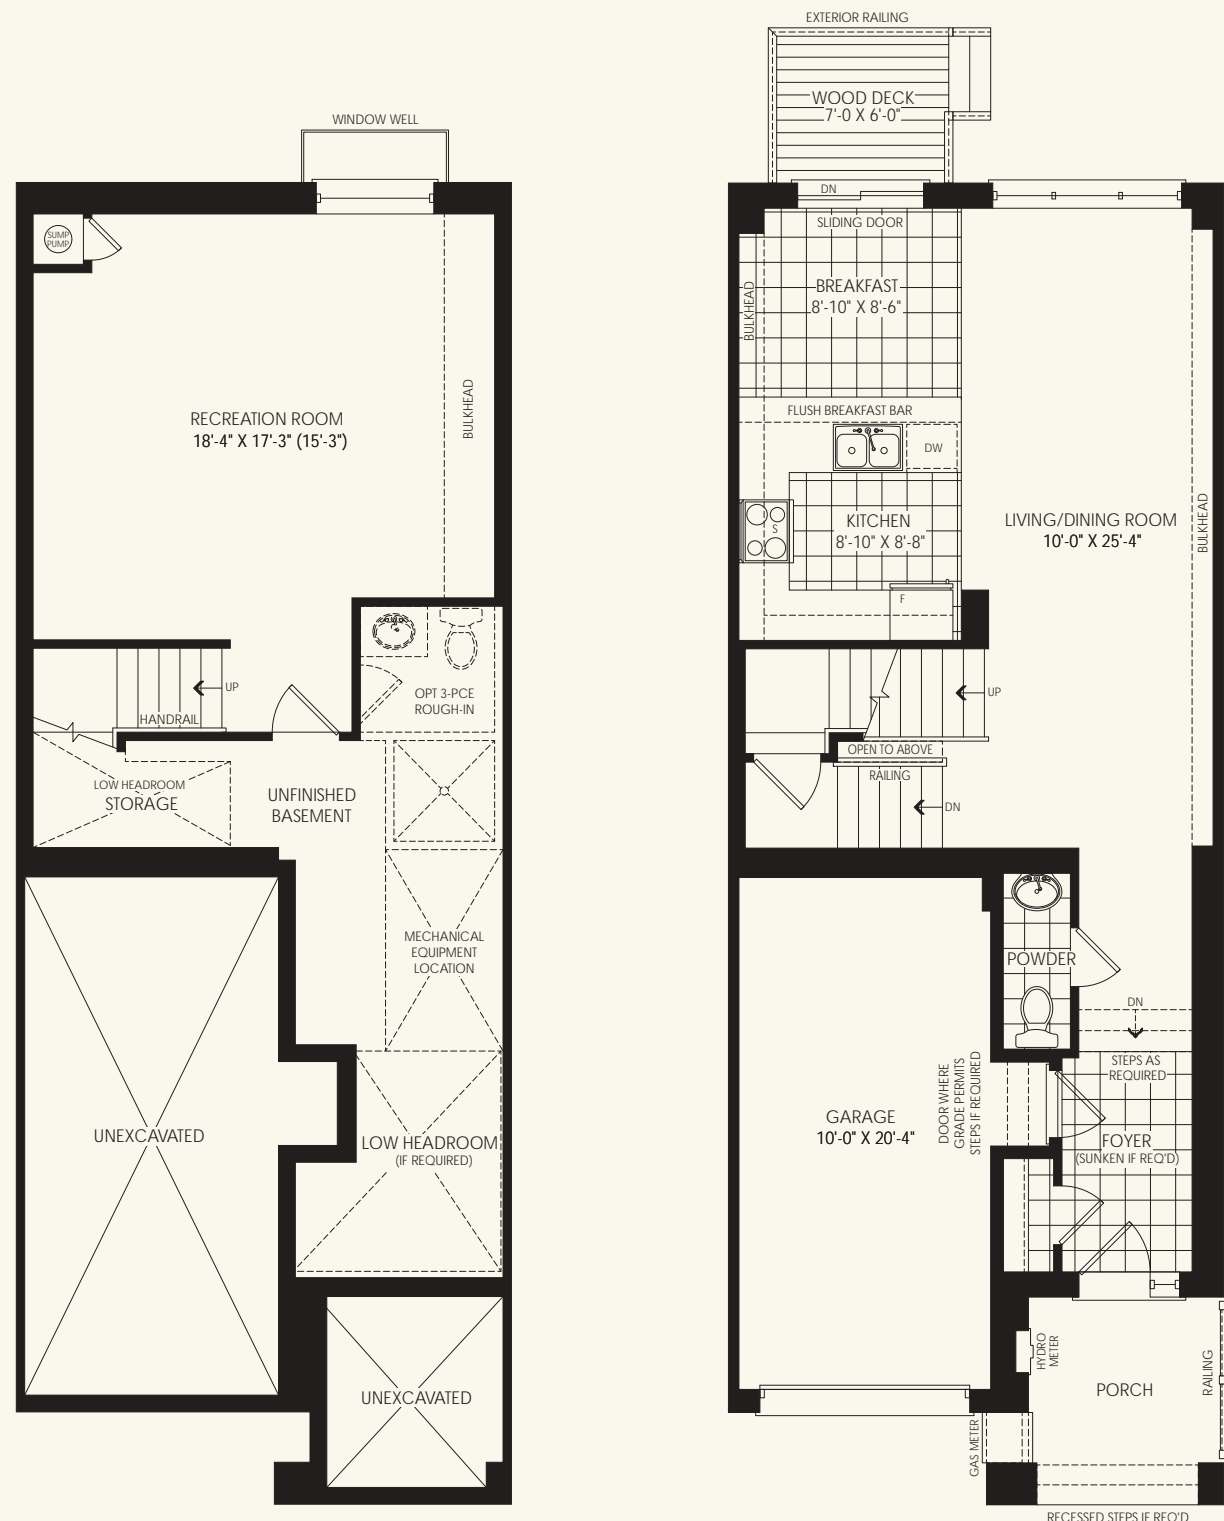 WINDOW WELL
SUMP
PUMP
RECREATION ROOM
18'-4" X 17'-3" (15'-3")
BULKHEAD
UP
HANDRAIL
OPT 3-PCE
ROUGH-IN
LOW HEADROOM
STORAGE
UNFINISHED
BASEMENT
MECHANICAL
EQUIPMENT
LOCATION
UNEXCAVATED
LOW HEADROOM
(IF REQUIRED)
UNEXCAVATED
EXTERIOR RAILING
WOOD DECK
7'-0 X 6'-0"
DN
SLIDING DOOR
BULKHEAD
BREAKFAST
8'-10" X 8'-6"
FLUSH BREAKFAST BAR
DW
S
KITCHEN
8'-10" X 8'-8"
F
LIVING/DINING ROOM
10'-0" X 25'-4"
BULKHEAD
UP
OPEN TO ABOVE
RAILING
DN
POWDER
DN
STEPS AS
REQUIRED
GARAGE
10'-0" X 20'-4"
DOOR WHERE
GRADE PERMITS
STEPS IF REQUIRED
FOYER
(SUNKEN IF REQ'D)
HYDRO
METER
PORCH
RAILING
GAS METER
RECESSED STEPS IF REQ'D